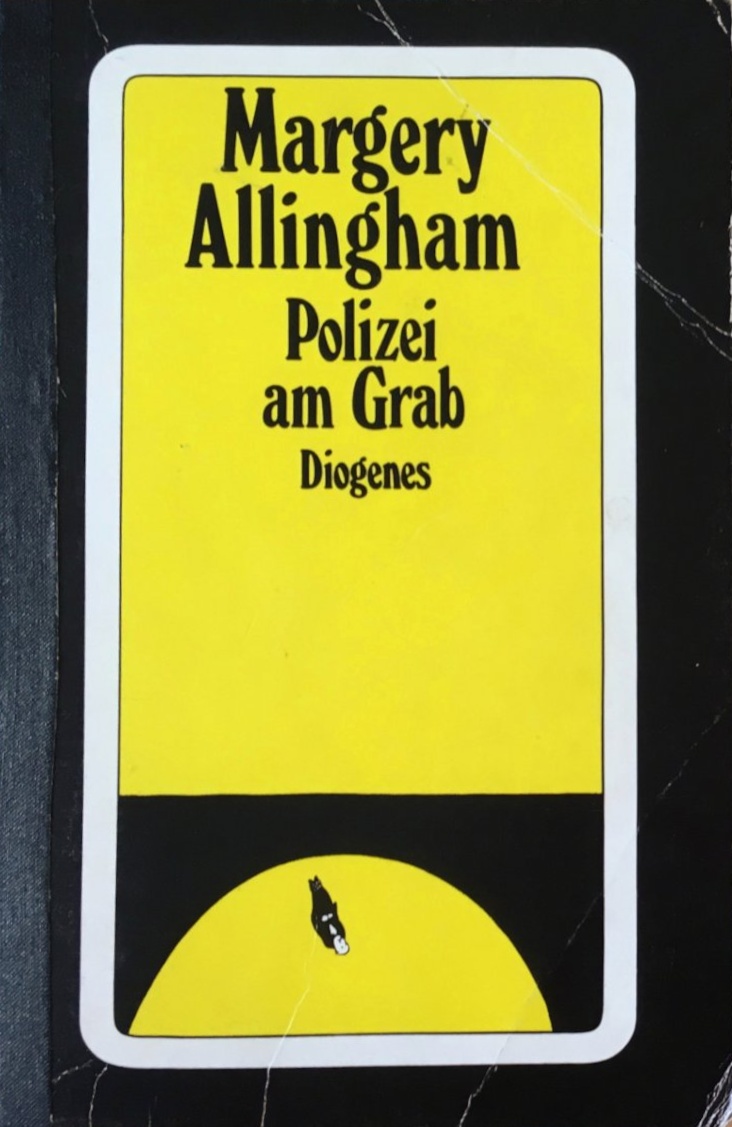 Margery
Allingham
Polizei
am Grab
Diogenes